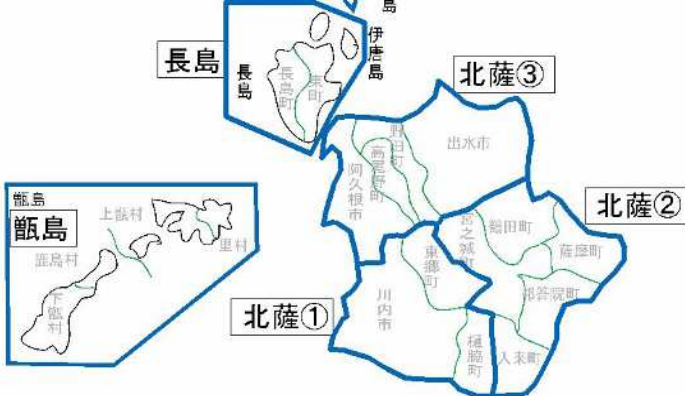 島
伊唐島
長島
長島
長島町
東町
北薩③
出水市
野田町
高尾野町
阿久根市
北薩②
宮之城町
鶴田町
薩摩町
祁答院町
入来町
甑島
甑島
上甑村
里村
鹿島村
下甑村
北薩①
東郷町
川内市
樋脇町